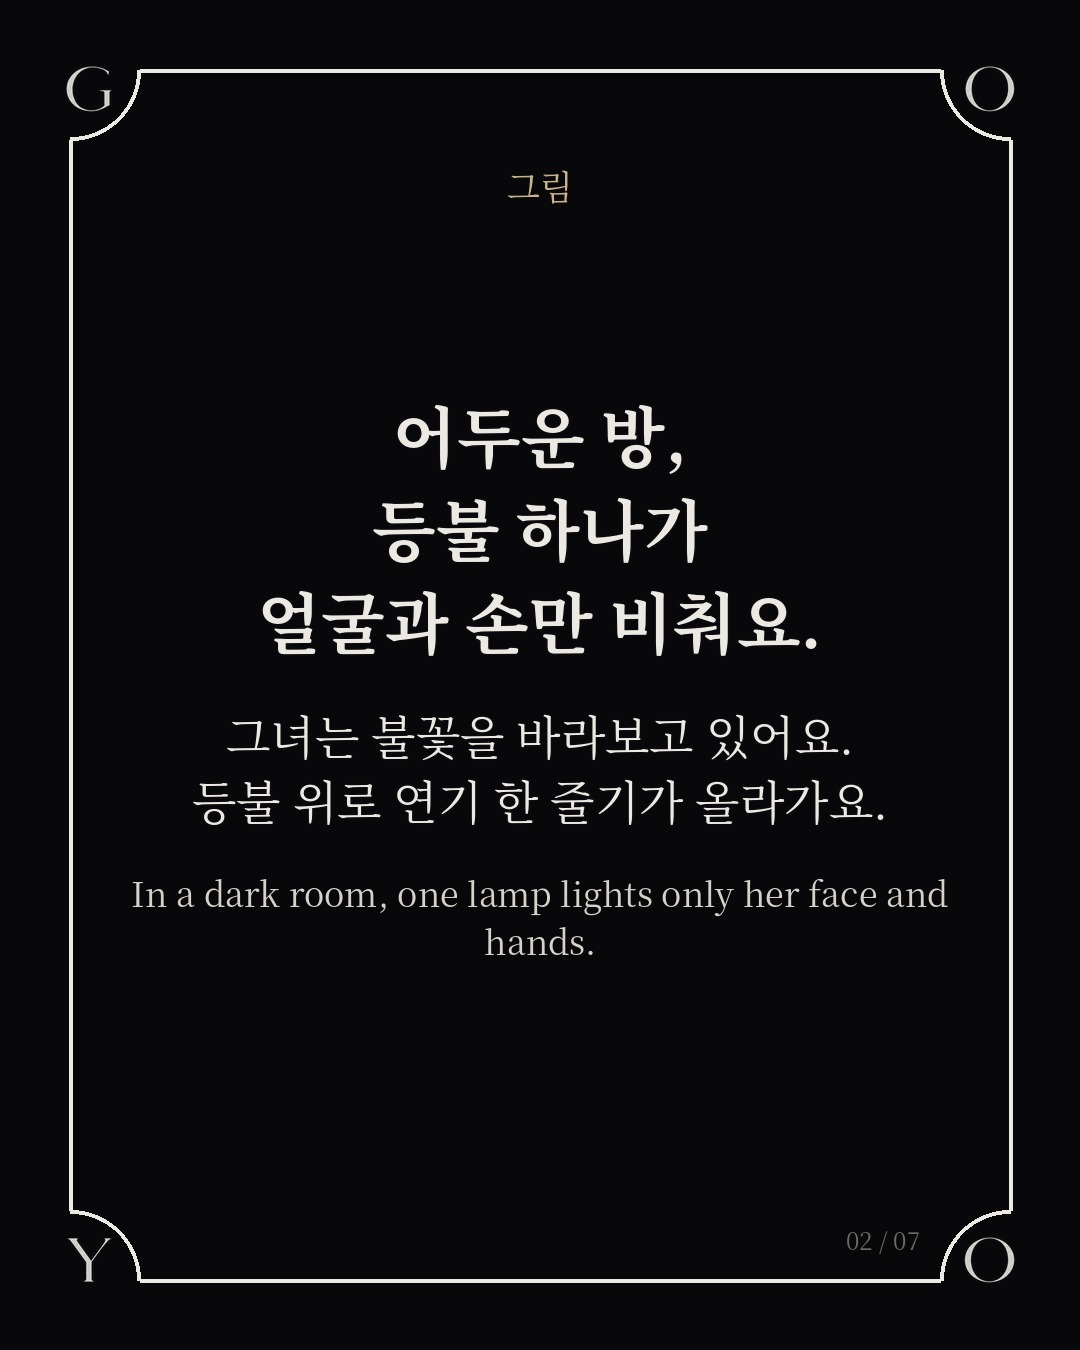 G O
그림
어두운 방,
등불 하나가
얼굴과 손만 비춰요.
그녀는 불꽃을 바라보고 있어요.
등불 위로 연기 한 줄기가 올라가요.
In a dark room, one lamp lights only her face and
hands.
02 / 07
Y O